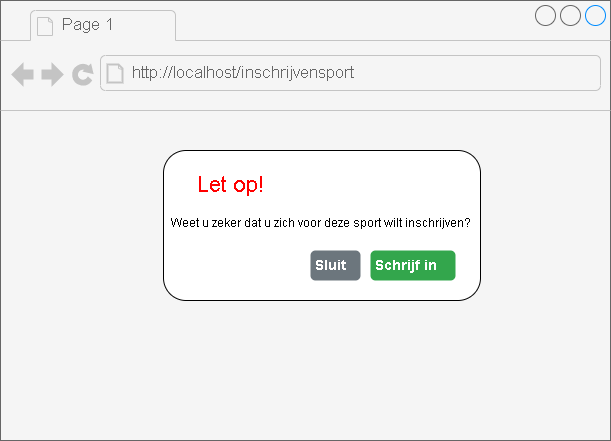 Page 1
http://localhost/inschrijvensport
Let op!
Weet u zeker dat u zich voor deze sport wilt inschrijven?
Sluit
Schrijf in